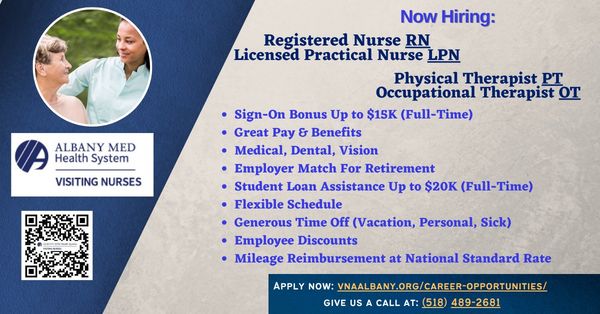 Now Hiring:
Registered Nurse RN
Licensed Practical Nurse LPN
Physical Therapist PT
Occupational Therapist OT
• Sign-On Bonus Up to $15K (Full-Time)
• Great Pay & Benefits
• Medical, Dental, Vision
• Employer Match For Retirement
• Student Loan Assistance Up to $20K (Full-Time)
• Flexible Schedule
• Generous Time Off (Vacation, Personal, Sick)
• Employee Discounts
• Mileage Reimbursement at National Standard Rate
ALBANY MED
Health System
VISITING NURSES
Apply now: vnaalbany.org/career-opportunities/
give us a call at: (518) 489-2681